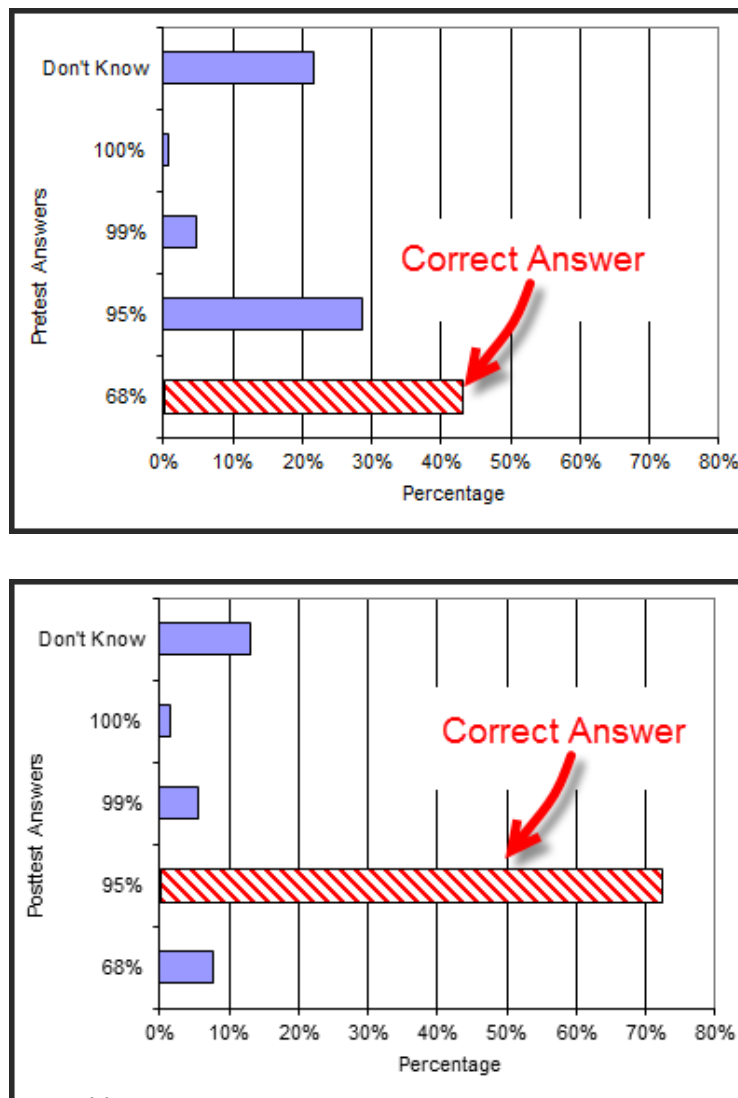 Don't Know
100%
99%
95%
68%
Pretest Answers
Correct Answer
0% 10% 20% 30% 40% 50% 60% 70% 80%
Percentage
Don't Know
100%
99%
95%
68%
Posttest Answers
Correct Answer
0% 10% 20% 30% 40% 50% 60% 70% 80%
Percentage